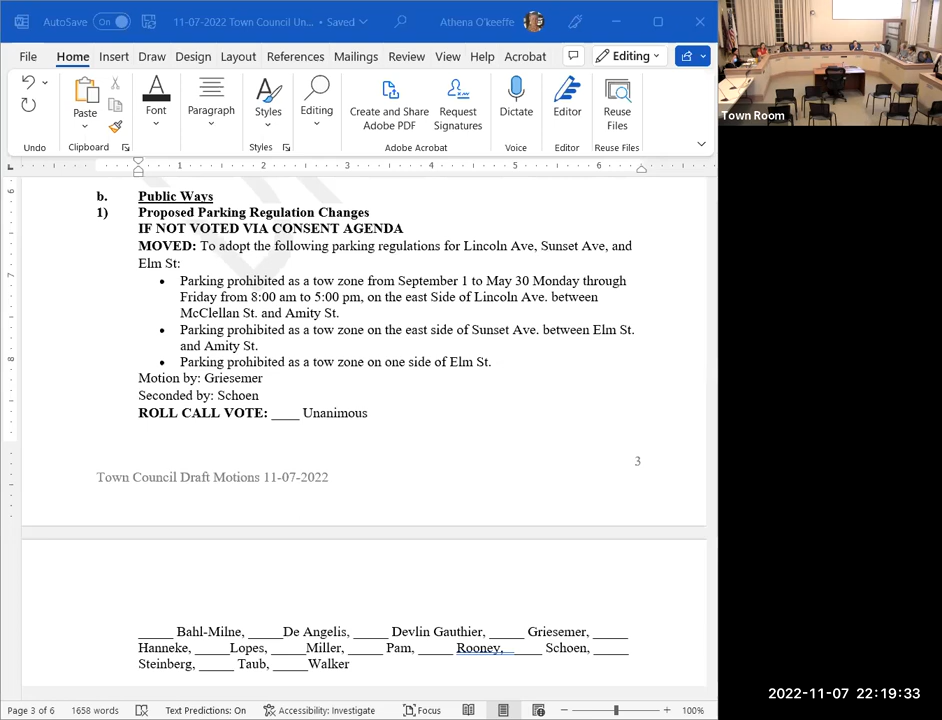 AutoSave On 11-07-2022 Town Council Un... • Saved Athena O'keeffe
File Home Insert Draw Design Layout References Mailings Review View Help Acrobat Editing
Undo Paste Clipboard Font Paragraph Styles Styles Editing Create and Share Adobe PDF Request Signatures Adobe Acrobat Dictate Voice Editor Editor Reuse Files Reuse Files
Town Room
1 2 3 4 5 6
b. Public Ways
1) Proposed Parking Regulation Changes
IF NOT VOTED VIA CONSENT AGENDA
MOVED: To adopt the following parking regulations for Lincoln Ave, Sunset Ave, and
Elm St:
• Parking prohibited as a tow zone from September 1 to May 30 Monday through
Friday from 8:00 am to 5:00 pm, on the east Side of Lincoln Ave. between
McClellan St. and Amity St.
• Parking prohibited as a tow zone on the east side of Sunset Ave. between Elm St.
and Amity St.
• Parking prohibited as a tow zone on one side of Elm St.
Motion by: Griesemer
Seconded by: Schoen
ROLL CALL VOTE: ____ Unanimous
3
Town Council Draft Motions 11-07-2022
_____ Bahl-Milne, _____De Angelis, _____ Devlin Gauthier, _____ Griesemer, _____
Hanneke, _____Lopes, _____Miller, _____ Pam, _____ Rooney, _____ Schoen, _____
Steinberg, _____ Taub, _____Walker
Page 3 of 6 1658 words Text Predictions: On Accessibility: Investigate Focus 100%
2022-11-07 22:19:33